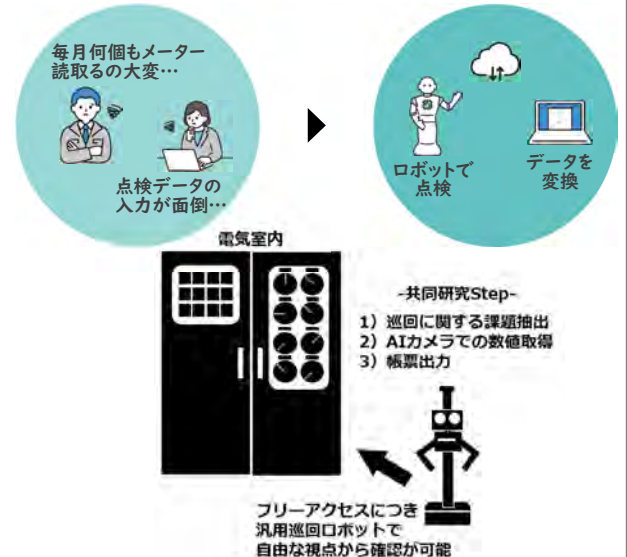 毎月何個もメーター
読取るの大変…
点検データの
入力が面倒…
ロボットで
点検
データを
変換
電気室内
-共同研究Step-
1）巡回に関する課題抽出
2）AIカメラでの数値取得
3）帳票出力
フリーアクセスにつき
汎用巡回ロボットで
自由な視点から確認が可能